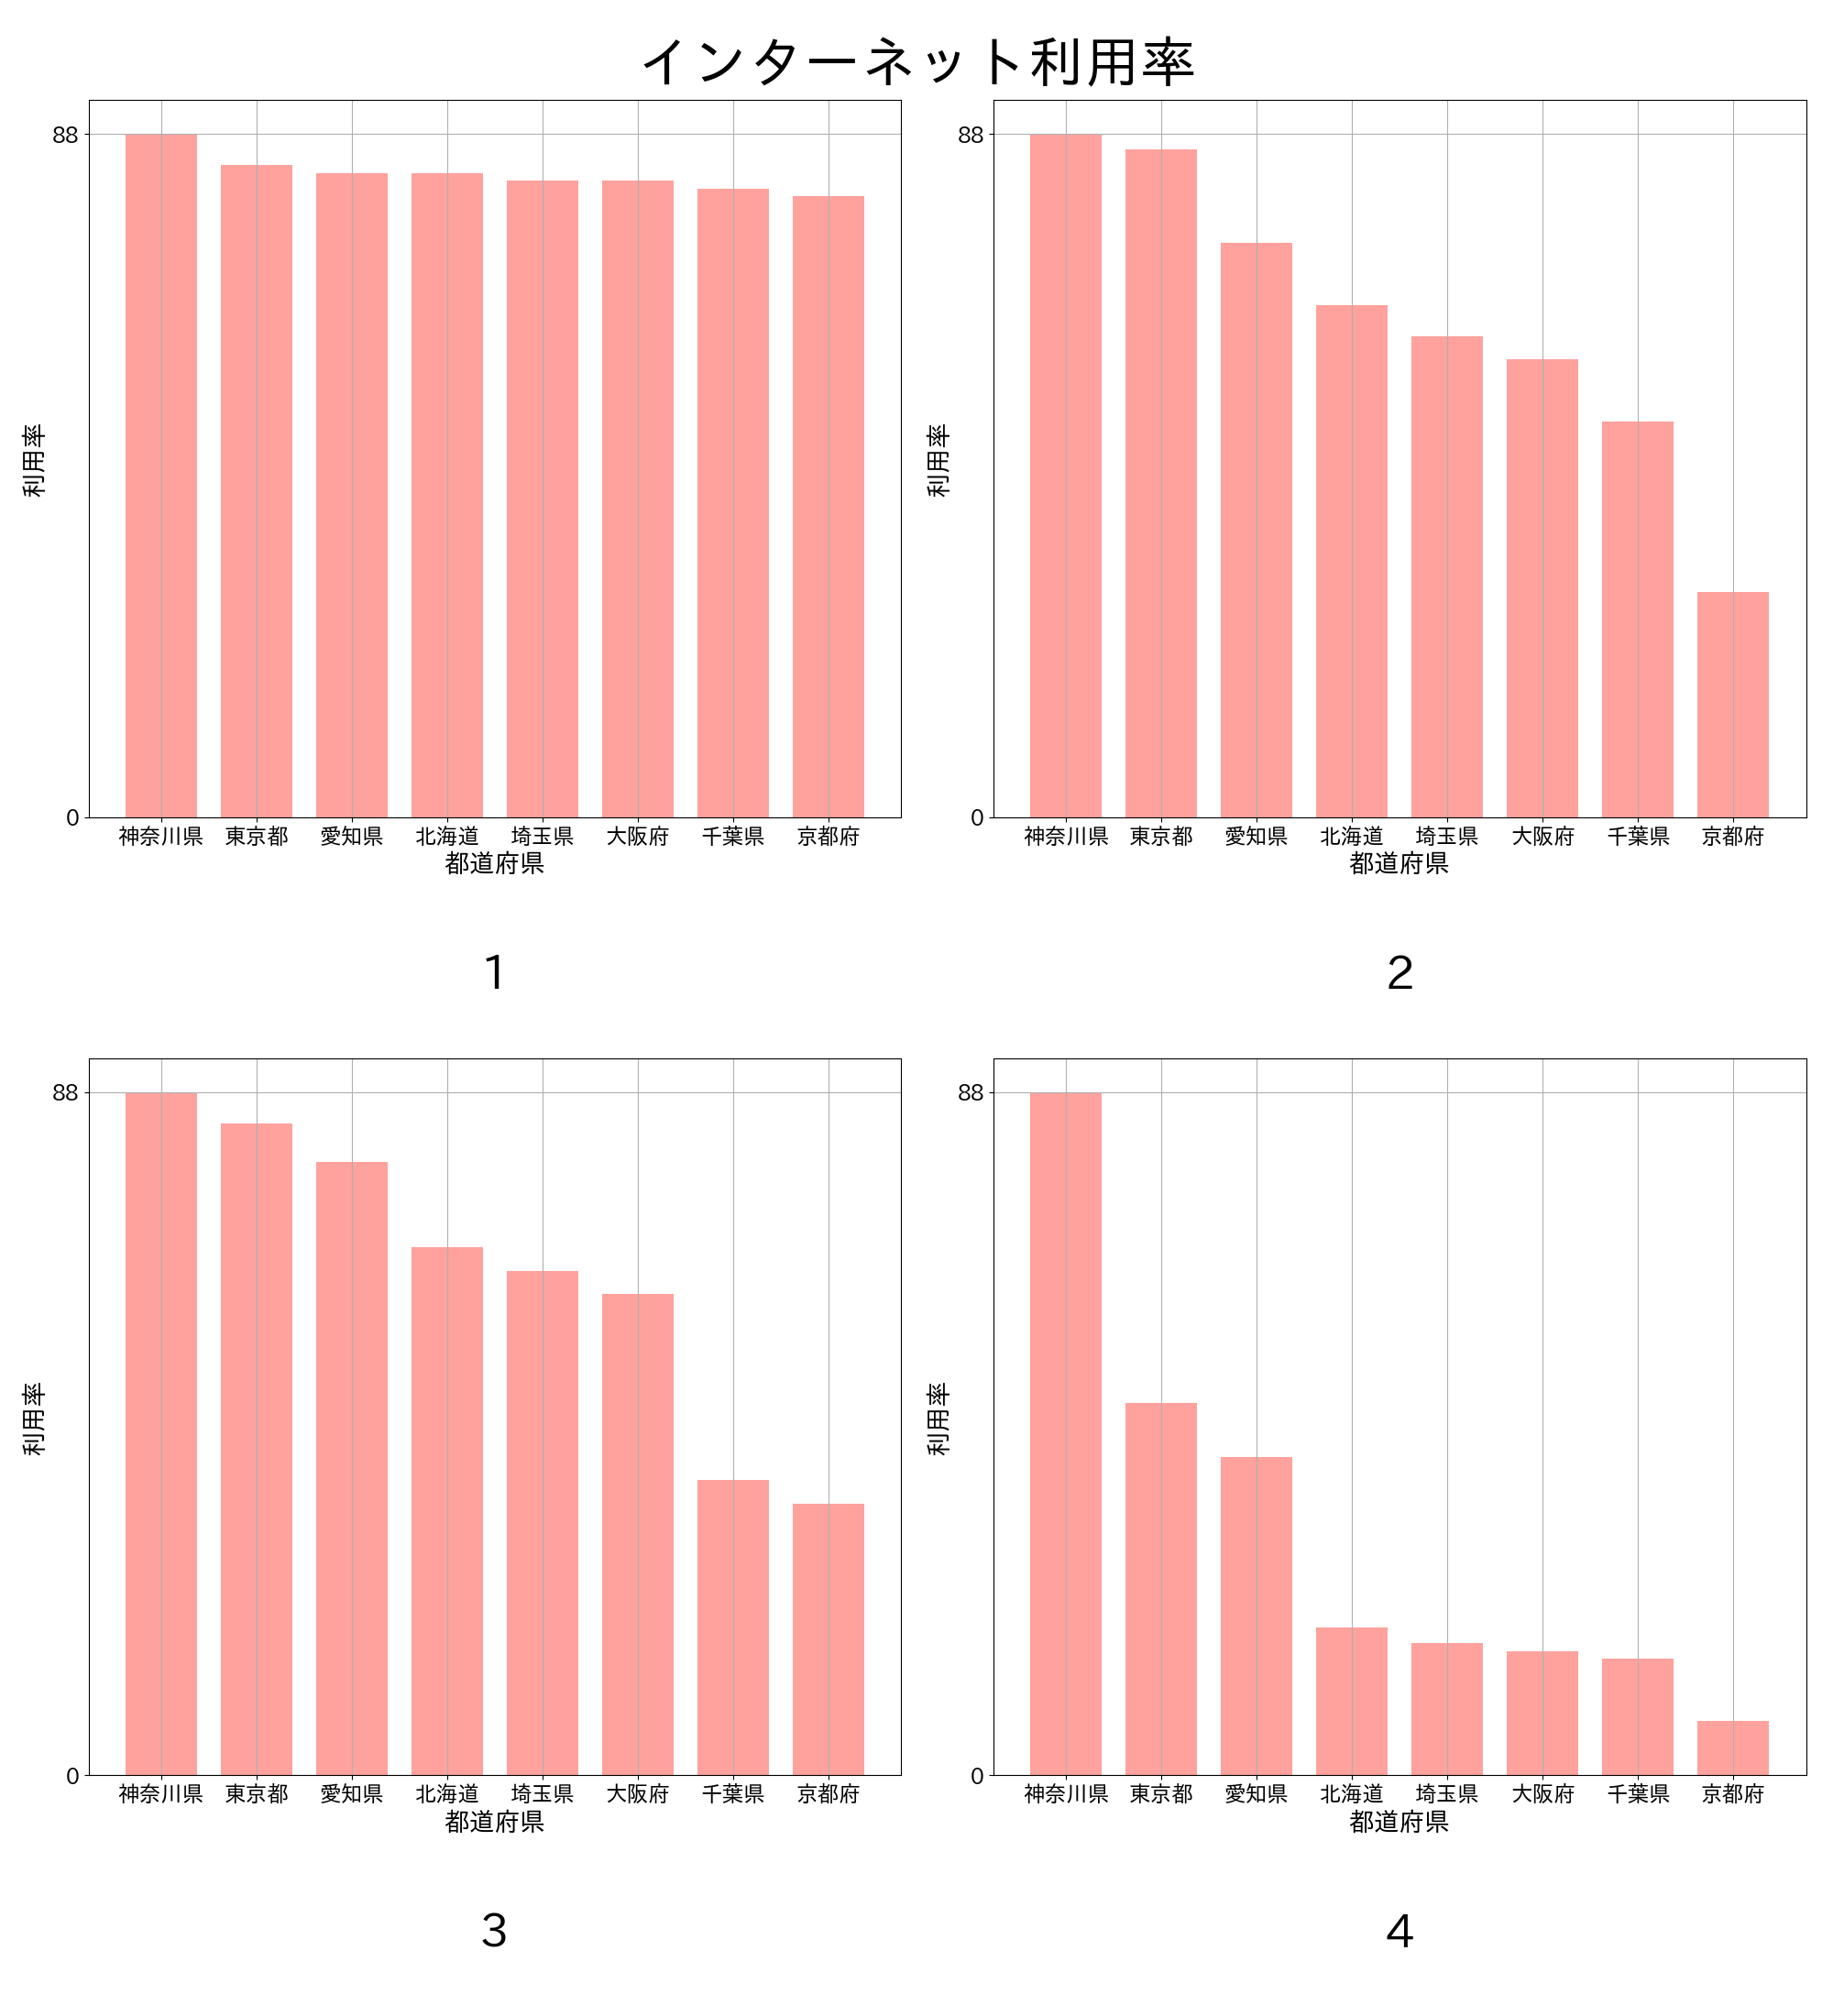 インターネット利用率
88
0
利用率
神奈川県 東京都 愛知県 北海道 埼玉県 大阪府 千葉県 京都府
都道府県
1
88
0
利用率
神奈川県 東京都 愛知県 北海道 埼玉県 大阪府 千葉県 京都府
都道府県
2
88
0
利用率
神奈川県 東京都 愛知県 北海道 埼玉県 大阪府 千葉県 京都府
都道府県
3
88
0
利用率
神奈川県 東京都 愛知県 北海道 埼玉県 大阪府 千葉県 京都府
都道府県
4